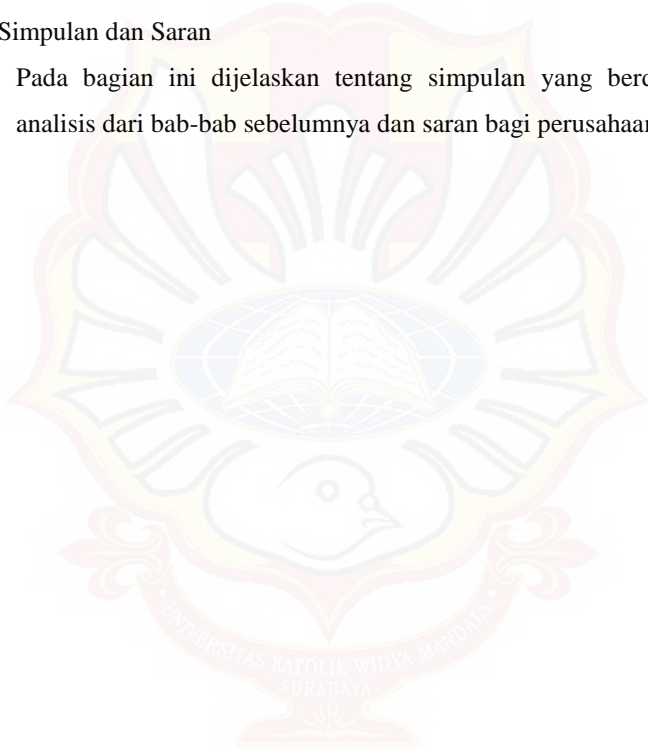 Simpulan dan Saran
Pada bagian ini dijelaskan tentang simpulan yang berd
analisis dari bab-bab sebelumnya dan saran bagi perusahaan
UNIVERSITAS KATOLIK WIDYA MANDALA
SURABAYA